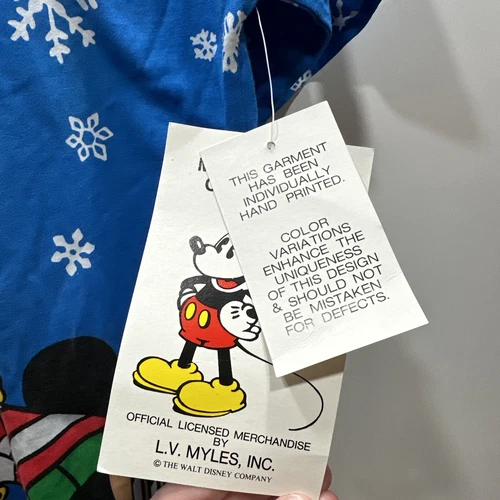 THIS GARMENT
HAS BEEN
INDIVIDUALLY
HAND PRINTED.
COLOR
VARIATIONS
ENHANCE THE
UNIQUENESS
OF THIS DESIGN
& SHOULD NOT
BE MISTAKEN
FOR DEFECTS.
OFFICIAL LICENSED MERCHANDISE
BY
L.V. MYLES, INC.
© THE WALT DISNEY COMPANY